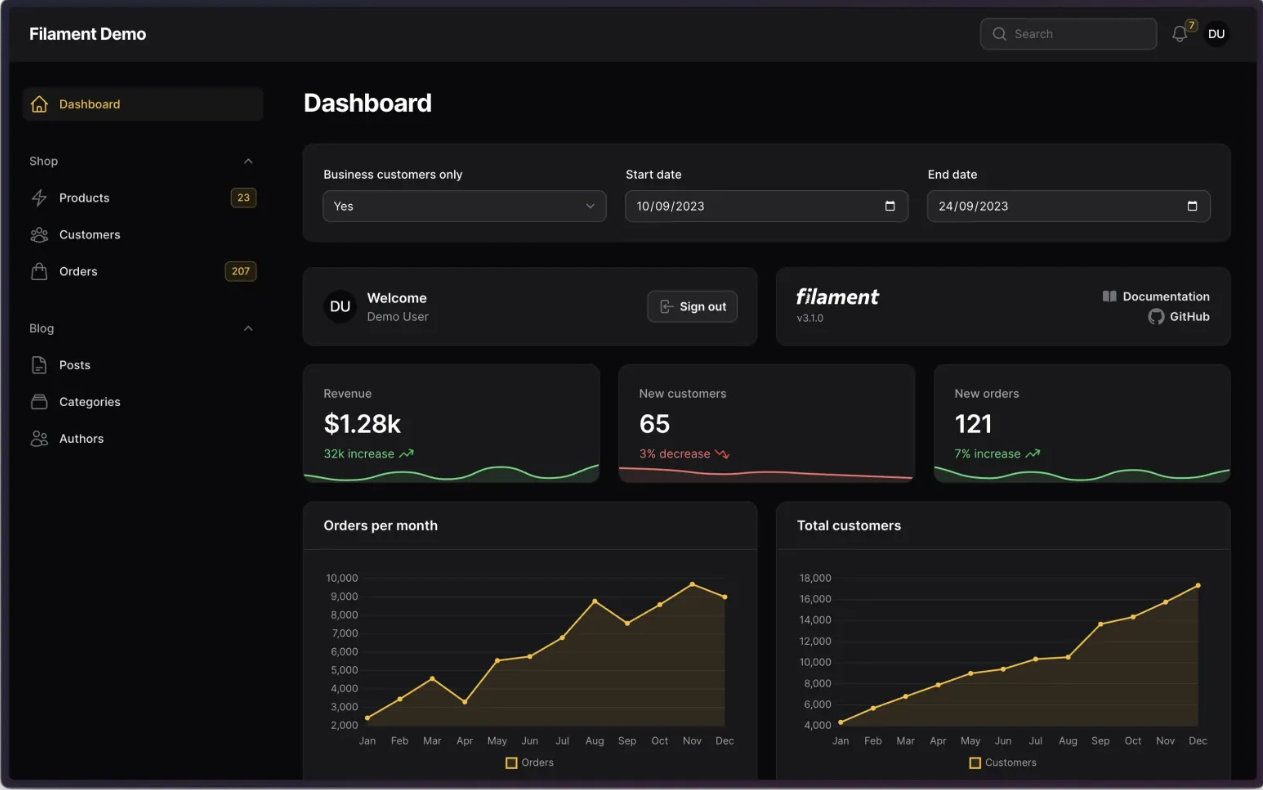 Filament Demo
Search
7
DU
Dashboard
Shop
Products
23
Customers
Orders
207
Blog
Posts
Categories
Authors
Dashboard
Business customers only
Yes
Start date
10/09/2023
End date
24/09/2023
DU
Welcome
Demo User
Sign out
filament
v3.1.0
Documentation
GitHub
Revenue
$1.28k
32k increase
New customers
65
3% decrease
New orders
121
7% increase
Orders per month
10,000
9,000
8,000
7,000
6,000
5,000
4,000
3,000
2,000
Jan Feb Mar Apr May Jun Jul Aug Sep Oct Nov Dec
Orders
Total customers
18,000
16,000
14,000
12,000
10,000
8,000
6,000
4,000
Jan Feb Mar Apr May Jun Jul Aug Sep Oct Nov Dec
Customers